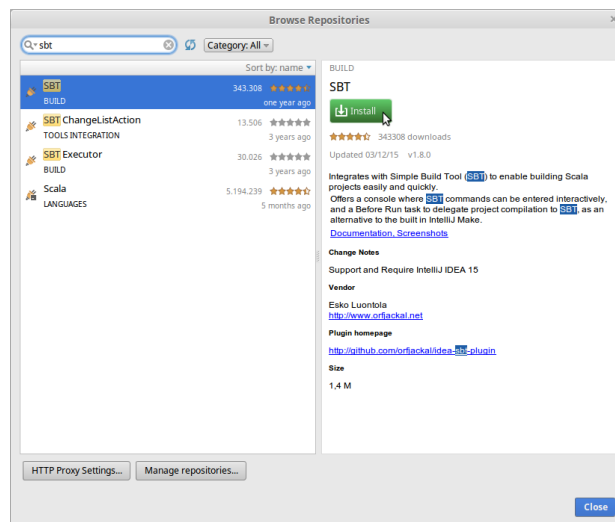 Browse Repositories
sbt
Category: All
Sort by: name
SBT
343.308
BUILD
one year ago
SBT ChangeListAction
13.506
TOOLS INTEGRATION
3 years ago
SBT Executor
30.026
BUILD
3 years ago
Scala
5.194.239
LANGUAGES
5 months ago
BUILD
SBT
Install
343308 downloads
Updated 03/12/15 v1.8.0
Integrates with Simple Build Tool (SBT) to enable building Scala
projects easily and quickly.
Offers a console where SBT commands can be entered interactively,
and a Before Run task to delegate project compilation to SBT, as an
alternative to the built in IntelliJ Make.
Documentation, Screenshots
Change Notes
Support and Require IntelliJ IDEA 15
Vendor
Esko Luontola
http://www.orfjackal.net
Plugin homepage
http://github.com/orfjackal/idea-sbt-plugin
Size
1,4 M
HTTP Proxy Settings...
Manage repositories...
Close